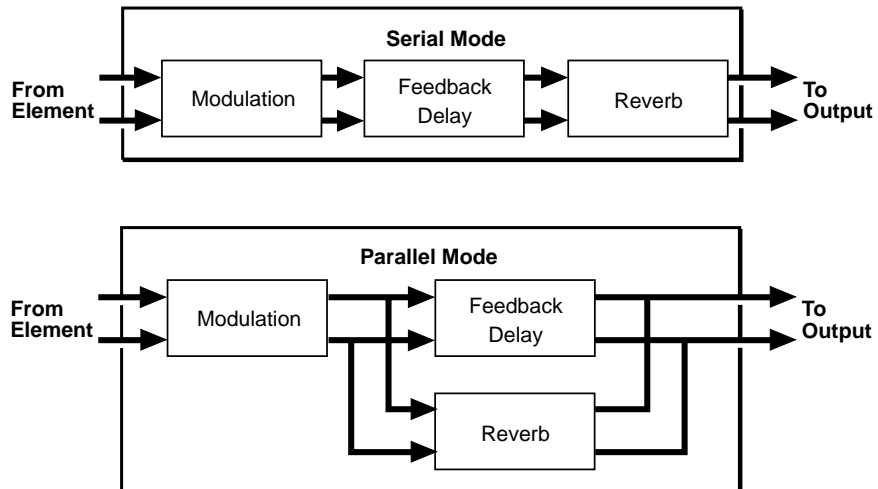 Serial Mode
From
Element
Modulation
Feedback
Delay
Reverb
To
Output
Parallel Mode
From
Element
Modulation
Feedback
Delay
To
Output
Reverb